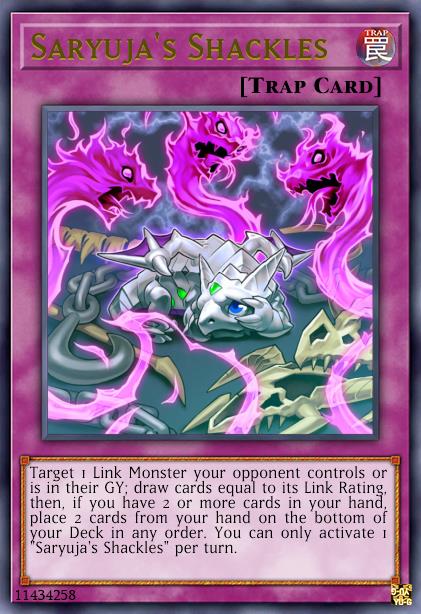 Saryuja's Shackles
TRAP
罠
[Trap Card]
Target 1 Link Monster your opponent controls or
is in their GY; draw cards equal to its Link Rating,
then, if you have 2 or more cards in your hand,
place 2 cards from your hand on the bottom of
your Deck in any order. You can only activate 1
"Saryuja's Shackles" per turn.
11434258